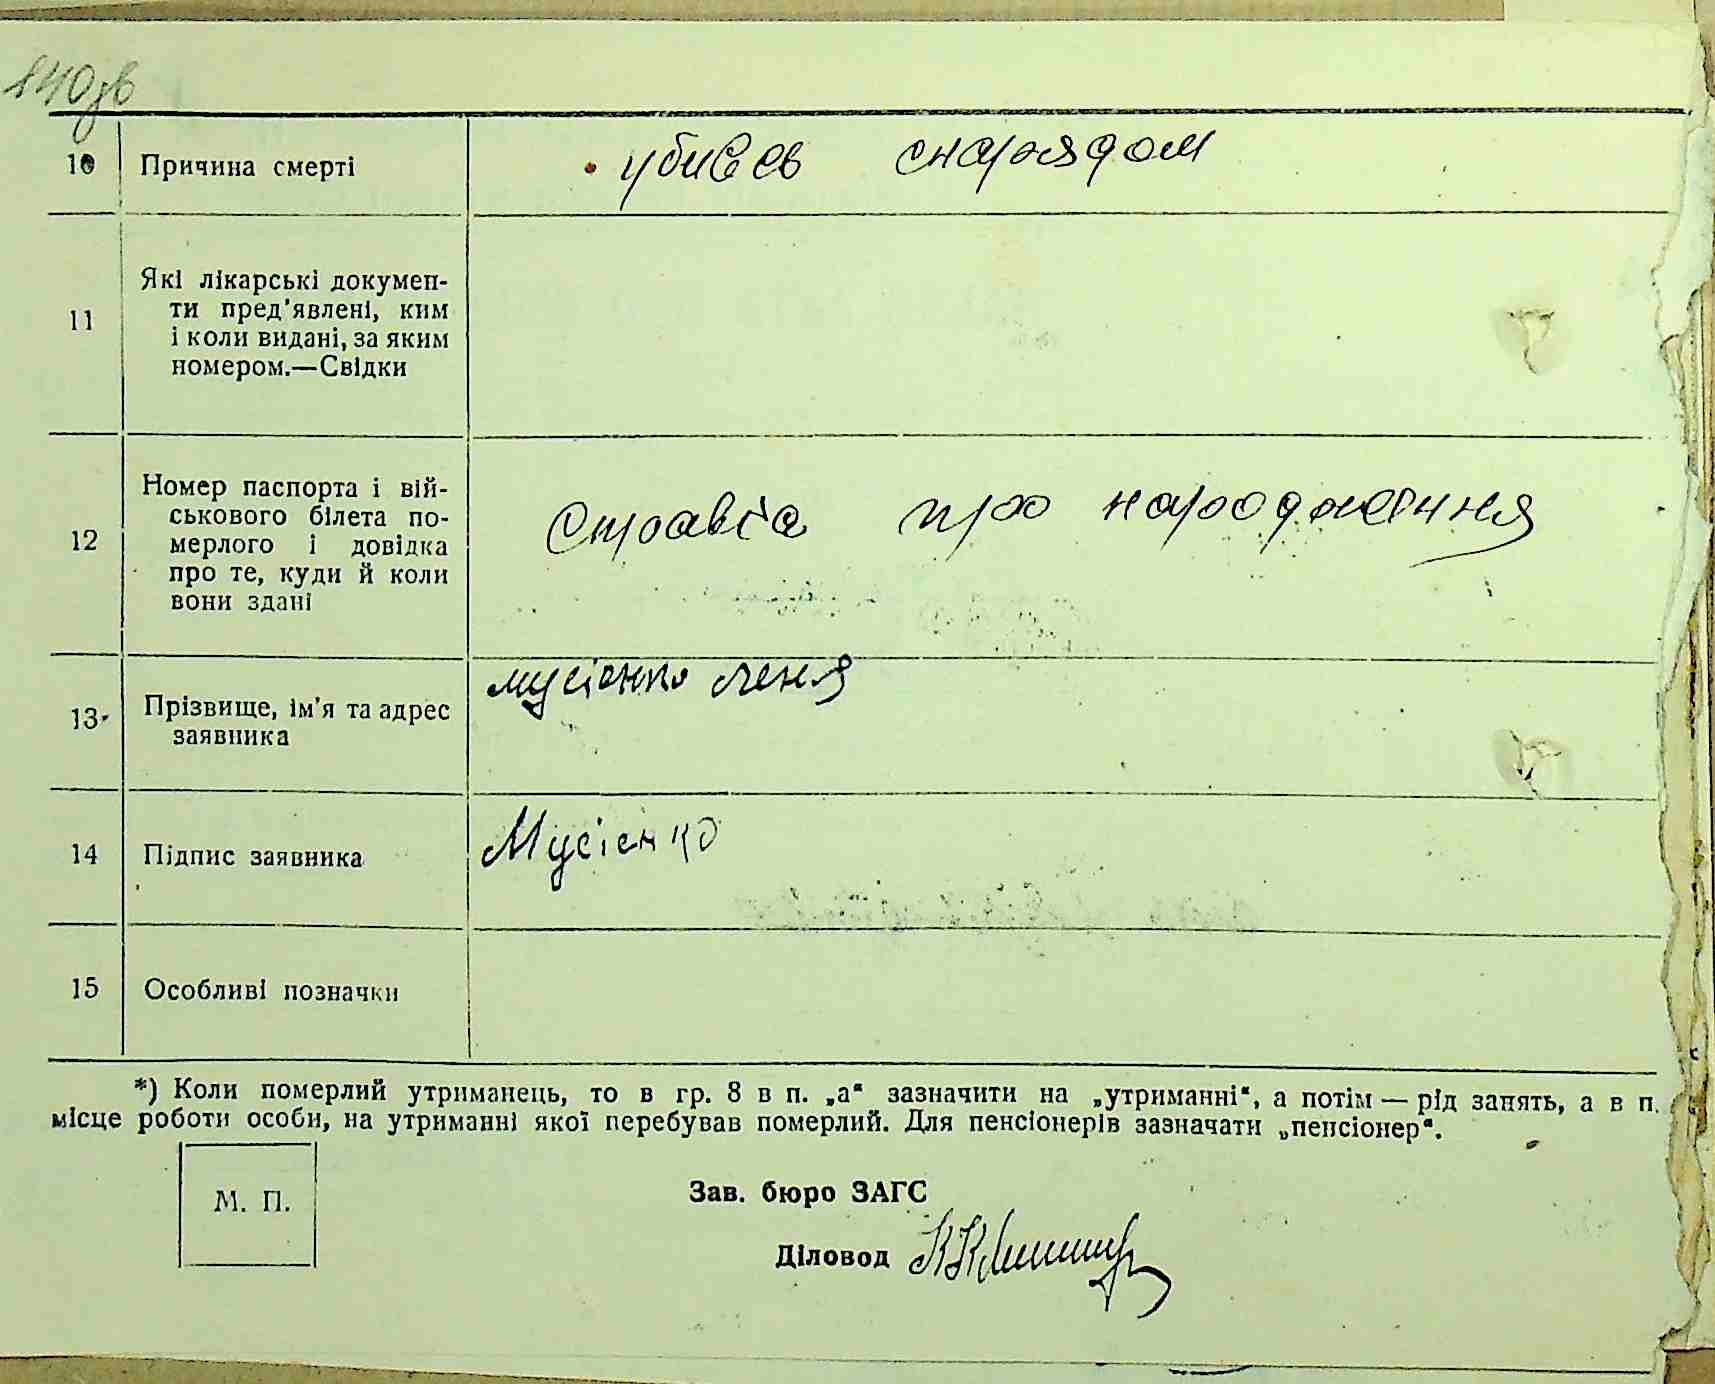 140 зв
10 Причина смерті убився снарядом
11 Які лікарські докумен-
ти пред'явлені, ким
і коли видані, за яким
номером.—Свідки
12 Номер паспорта і вій-
ськового білета по-
мерлого і довідка
про те, куди й коли
вони здані
справка про народження
13 Прізвище, ім'я та адрес
заявника
мусієнко леня
14 Підпис заявника Мусієнко
15 Особливі позначки
*) Коли померлий утриманець, то в гр. 8 в п. „а“ зазначити на „утриманні“, а потім — рід занять, а в п.
місце роботи особи, на утриманні якої перебував померлий. Для пенсіонерів зазначати „пенсіонер“.
М. П.
Зав. бюро ЗАГС
Діловод